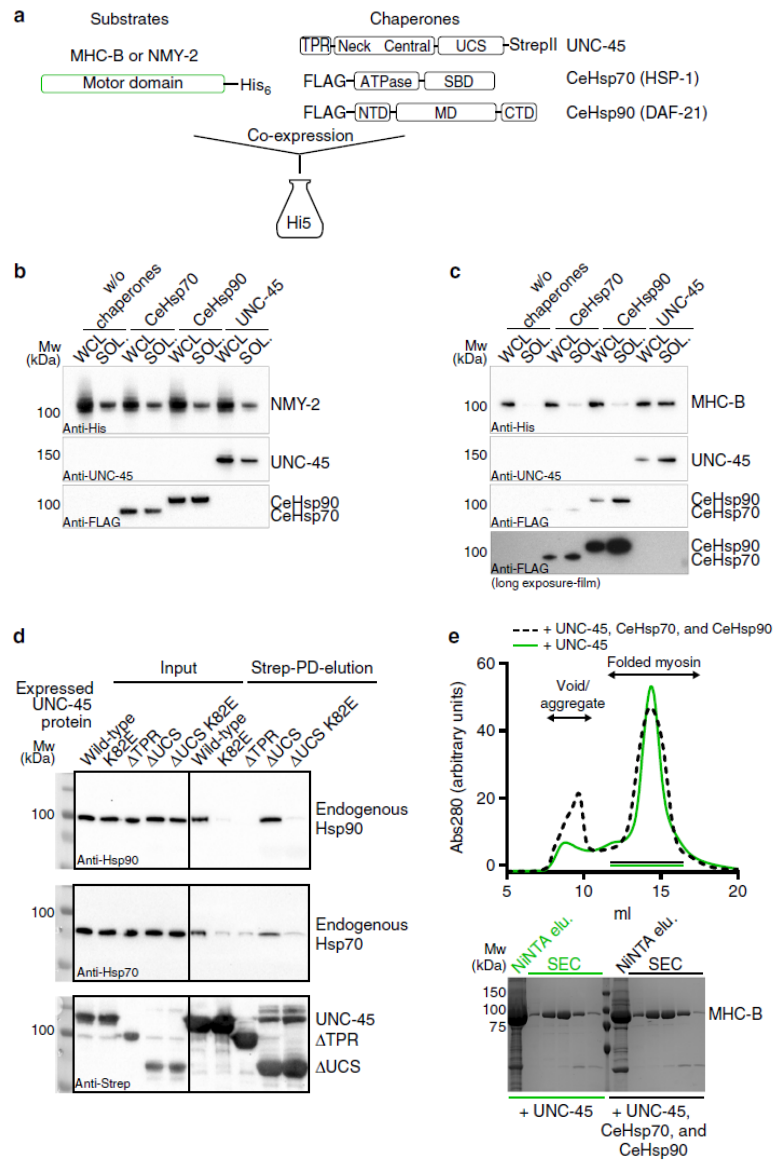 a
Substrates
Chaperones
MHC-B or NMY-2
Motor domain
His6
TPR Neck Central UCS StrepII UNC-45
FLAG ATPase SBD CeHsp70 (HSP-1)
FLAG NTD MD CTD CeHsp90 (DAF-21)
Co-expression
Hi5
b
w/o chaperones
CeHsp70
CeHsp90
UNC-45
Mw (kDa)
WCL SOL. WCL SOL. WCL SOL. WCL SOL.
100 NMY-2
Anti-His
150 UNC-45
Anti-UNC-45
100 CeHsp90
CeHsp70
Anti-FLAG
c
w/o chaperones
CeHsp70
CeHsp90
UNC-45
Mw (kDa)
WCL SOL. WCL SOL. WCL SOL. WCL SOL.
100 MHC-B
Anti-His
150 UNC-45
Anti-UNC-45
100 CeHsp90
CeHsp70
Anti-FLAG
100 CeHsp90
CeHsp70
Anti-FLAG
(long exposure-film)
d
Input
Strep-PD-elution
Expressed
UNC-45
protein
Mw
(kDa)
Wild-type K82E ΔTPR ΔUCS ΔUCS K82E Wild-type K82E ΔTPR ΔUCS ΔUCS K82E
100 Endogenous
Hsp90
Anti-Hsp90
100 Endogenous
Hsp70
Anti-Hsp70
100 UNC-45
ΔTPR
ΔUCS
Anti-Strep
e
+ UNC-45, CeHsp70, and CeHsp90
+ UNC-45
Void/
aggregate
Folded myosin
Abs280 (arbitrary units)
60
40
20
0
5 10 15 20
ml
NiNTA elu.
SEC
NiNTA elu.
SEC
Mw
(kDa)
150
100
75
MHC-B
+ UNC-45
+ UNC-45,
CeHsp70, and
CeHsp90